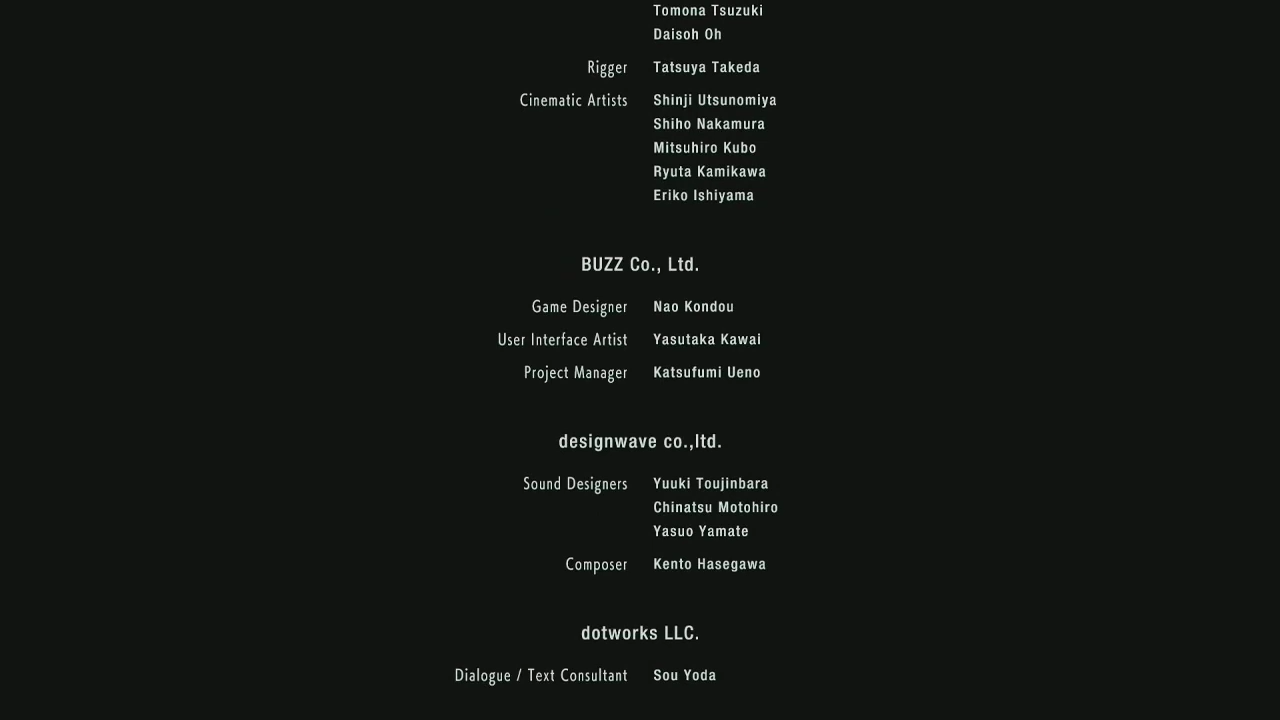 Tomona Tsuzuki
Daisoh Oh
Rigger Tatsuya Takeda
Cinematic Artists Shinji Utsunomiya
Shiho Nakamura
Mitsuhiro Kubo
Ryuta Kamikawa
Eriko Ishiyama
BUZZ Co., Ltd.
Game Designer Nao Kondou
User Interface Artist Yasutaka Kawai
Project Manager Katsufumi Ueno
designwave co.,ltd.
Sound Designers Yuuki Toujinbara
Chinatsu Motohiro
Yasuo Yamate
Composer Kento Hasegawa
dotworks LLC.
Dialogue / Text Consultant Sou Yoda